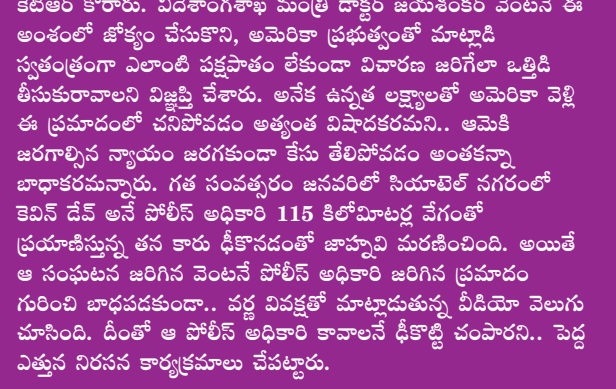 కేటీఆర్ కోరారు. విదేశాంగశాఖ మంత్రి డాక్టర్ జయశంకర్ వెంటనే ఈ
అంశంలో జోక్యం చేసుకొని, అమెరికా ప్రభుత్వంతో మాట్లాడి
స్వతంత్రంగా ఎలాంటి పక్షపాతం లేకుండా విచారణ జరిగేలా ఒత్తిడి
తీసుకురావాలని విజ్ఞప్తి చేశారు. అనేక ఉన్నత లక్ష్యాలతో అమెరికా వెళ్లి
ఈ ప్రమాదంలో చనిపోవడం అత్యంత విషాదకరమని.. ఆమెకి
జరగాల్సిన న్యాయం జరగకుండా కేసు తేలిపోవడం అంతకన్నా
బాధాకరమన్నారు. గత సంవత్సరం జనవరిలో సియాటెల్ నగరంలో
కెవిన్ డేవ్ అనే పోలీస్ అధికారి 115 కిలోమీటర్ల వేగంతో
ప్రయాణిస్తున్న తన కారు ఢీకొనడంతో జాహ్నవి మరణించింది. అయితే
ఆ సంఘటన జరిగిన వెంటనే పోలీస్ అధికారి జరిగిన ప్రమాదం
గురించి బాధపడకుండా.. వర్ణ వివక్షతో మాట్లాడుతున్న వీడియో వెలుగు
చూసింది. దీంతో ఆ పోలీస్ అధికారి కావాలనే ఢీకొట్టి చంపారని.. పెద్ద
ఎత్తున నిరసన కార్యక్రమాలు చేపట్టారు.